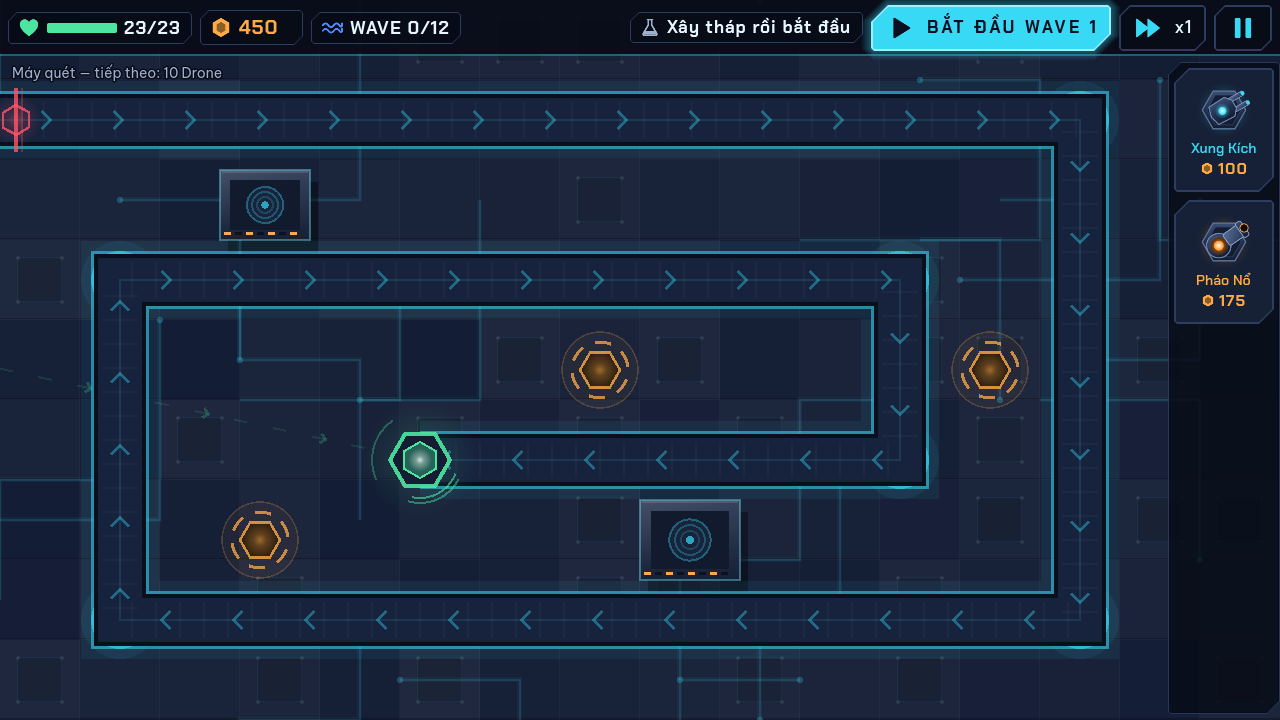 23/23
450
WAVE 0/12
Xây tháp rồi bắt đầu
BẮT ĐẦU WAVE 1
x1
Máy quét – tiếp theo: 10 Drone
Xung Kích
100
Pháo Nổ
175